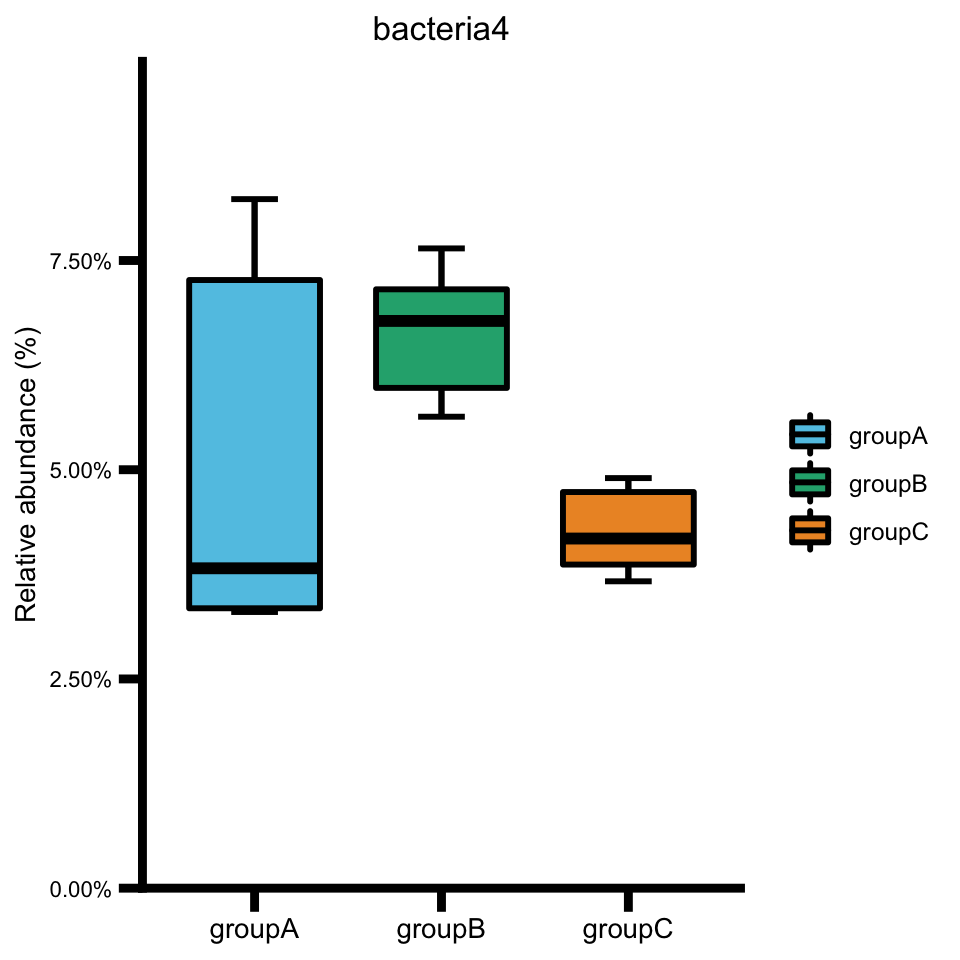 bacteria4
Relative abundance (%)
7.50%
5.00%
2.50%
0.00%
groupA
groupB
groupC
groupA
groupB
groupC